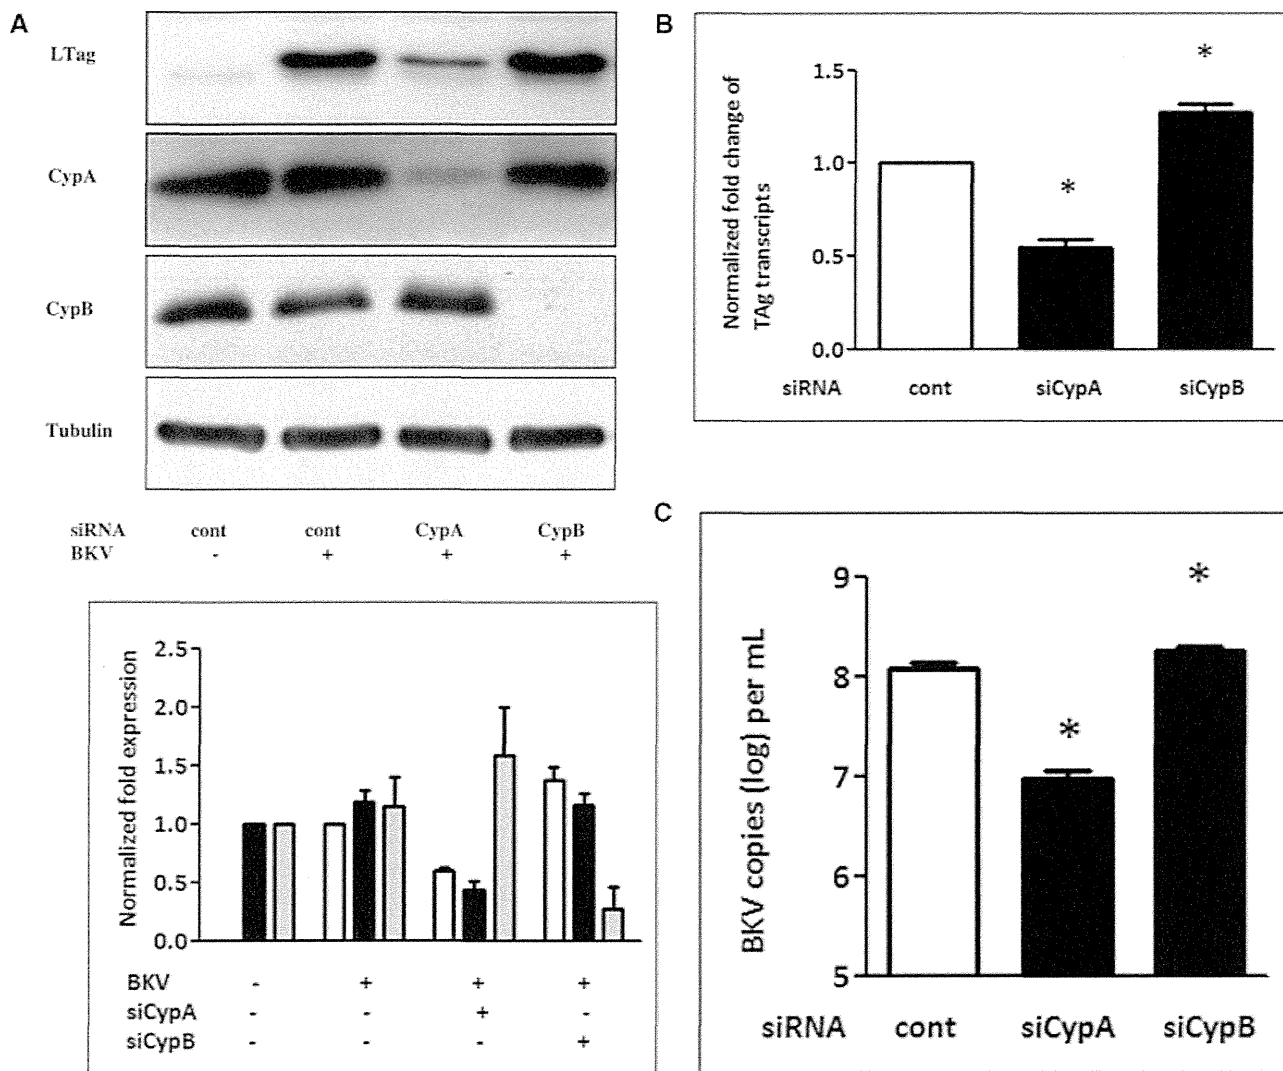 A
LTag
CypA
CypB
Tubulin
siRNA cont cont CypA CypB
BKV - + + +
Normalized fold expression
2.5
2.0
1.5
1.0
0.5
0.0
BKV - + + +
siCypA - - + -
siCypB - - - +
B
Normalized fold change of
TAg transcripts
1.5
1.0
0.5
0.0
*
*
siRNA cont siCypA siCypB
C
BKV copies (log) per mL
9
8
7
6
5
*
*
siRNA cont siCypA siCypB